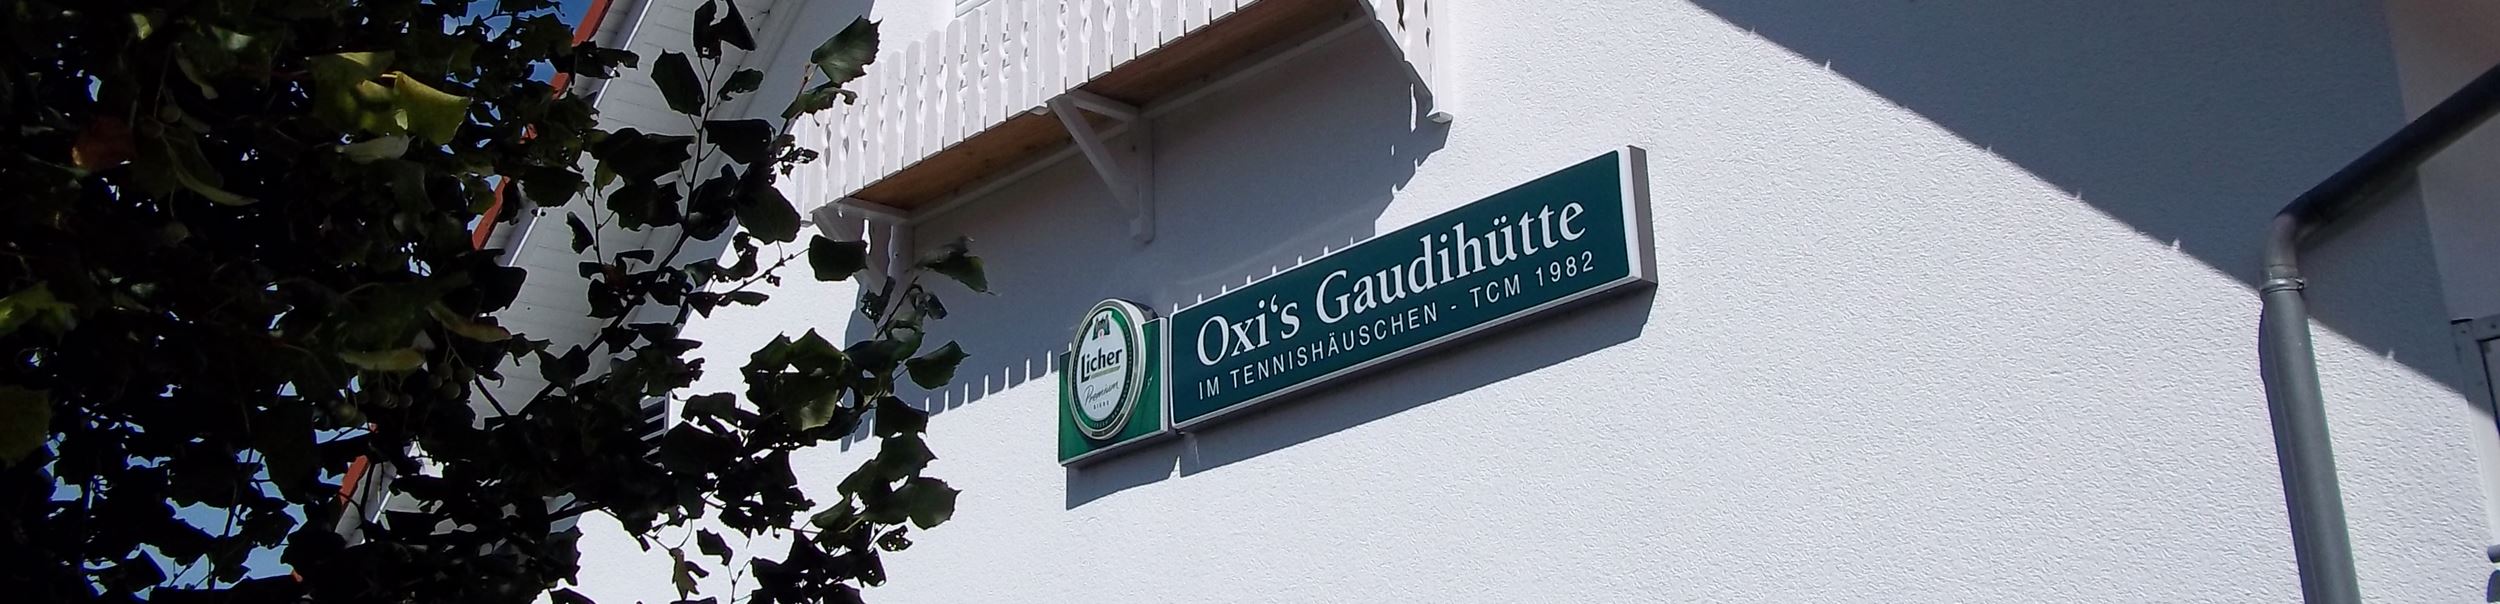 Licher
Premium
Oxi‘s Gaudihütte
IM TENNISHÄUSCHEN - TCM 1982